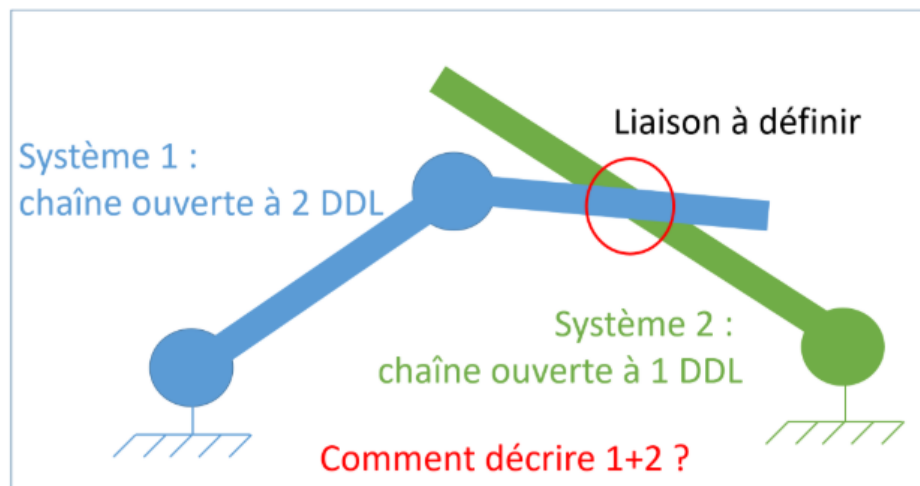 Liaison à définir
Système 1 :
chaîne ouverte à 2 DDL
Système 2 :
chaîne ouverte à 1 DDL
Comment décrire 1+2 ?